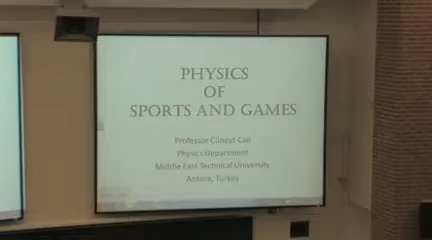 PHYSICS
OF
SPORTS AND GAMES
Professor Cüneyt Can
Physics Department
Middle East Technical University
Ankara, Turkey